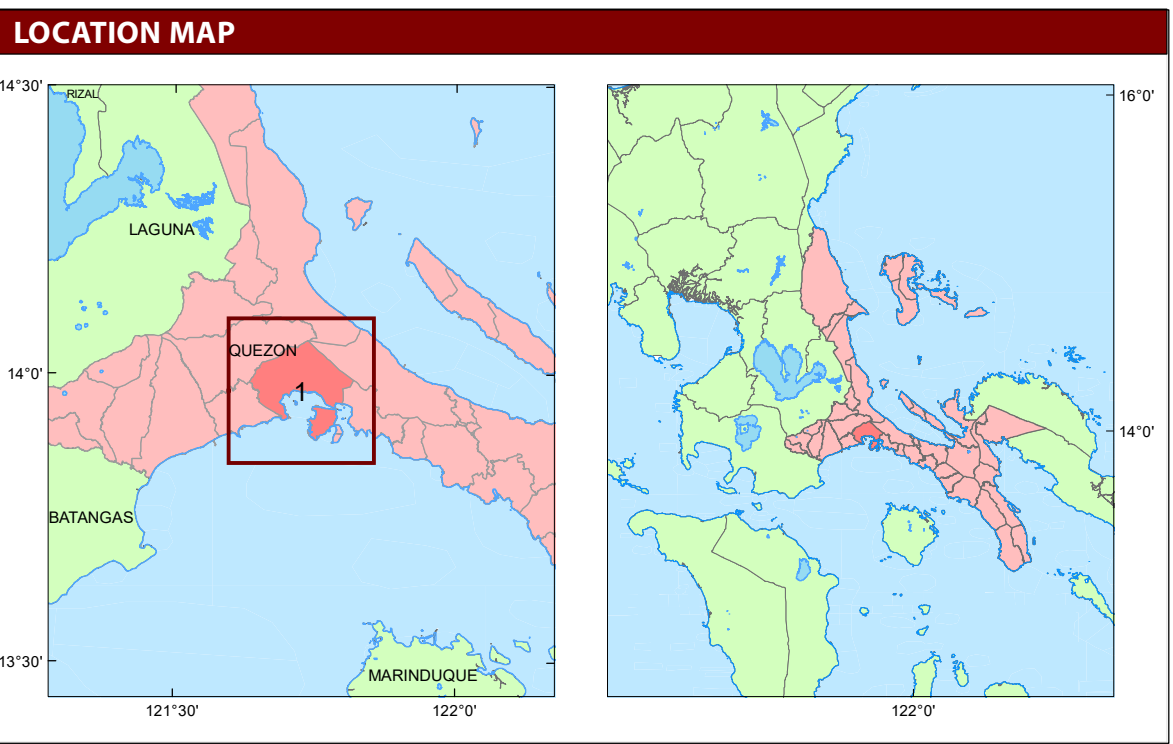 LOCATION MAP
14°30'
RIZAL
16°0'
LAGUNA
QUEZON
14°0'
1
14°0'
BATANGAS
13°30'
MARINDUQUE
121°30'
122°0'
122°0'